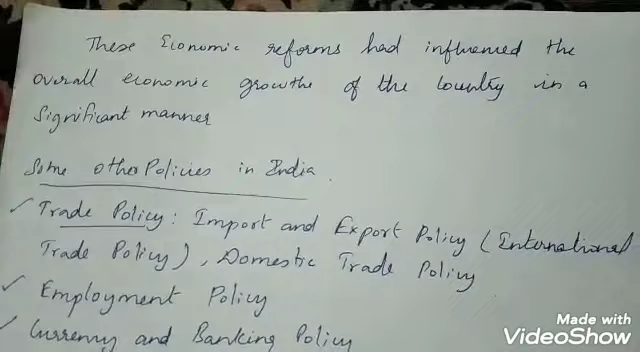 These Economic reforms had influened the
overall economic growthe of the Country in a
significant manner
Some other Policies in India.
✓ Trade Policy: Import and Export Policy (International
Trade Policy), Domestic Trade Policy
✓ Employment Policy
✓ Currency and Banking Policy
Made with
VideoShow